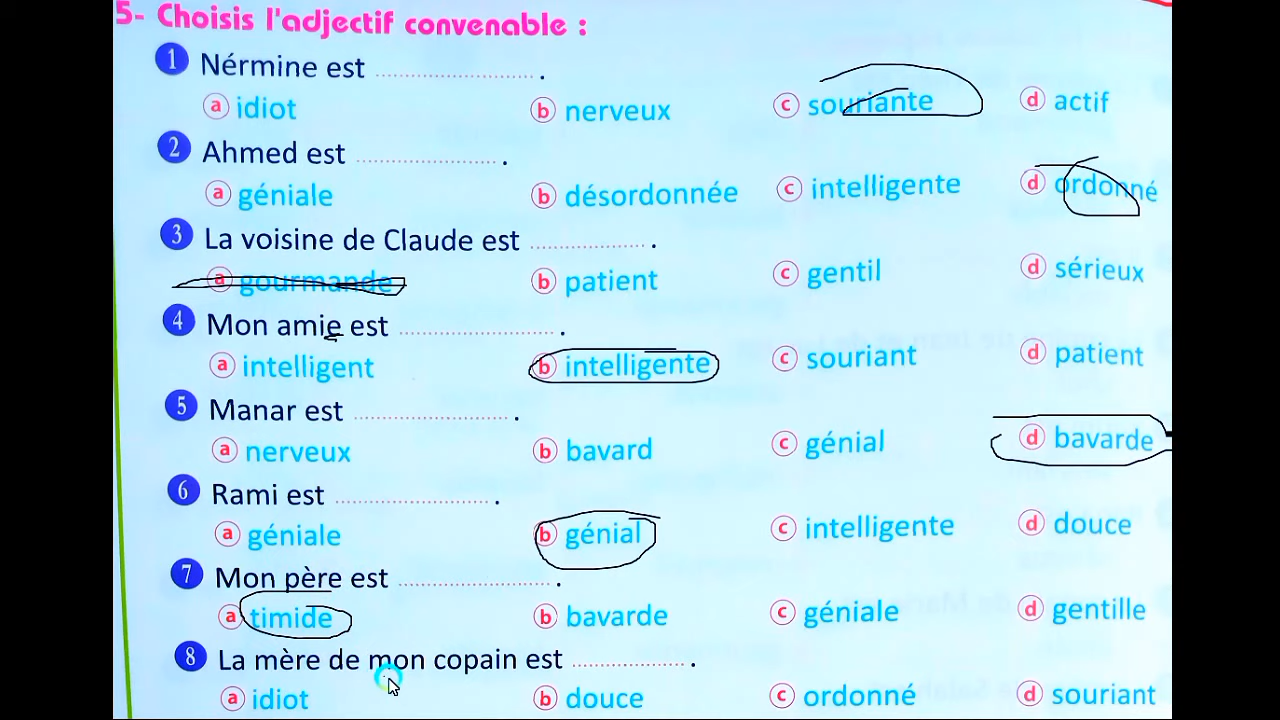 5- Choisis l'adjectif convenable :
1 Nérmine est .............................. .
a idiot b nerveux c souriante d actif
2 Ahmed est .......................... .
a géniale b désordonnée c intelligente d ordonné
3 La voisine de Claude est ...................... .
a gourmande b patient c gentil d sérieux
4 Mon amie est ............................. .
a intelligent b intelligente c souriant d patient
5 Manar est ............................. .
a nerveux b bavard c génial d bavarde
6 Rami est ............................. .
a géniale b génial c intelligente d douce
7 Mon père est ............................ .
a timide b bavarde c géniale d gentille
8 La mère de mon copain est ..................... .
a idiot b douce c ordonné d souriant